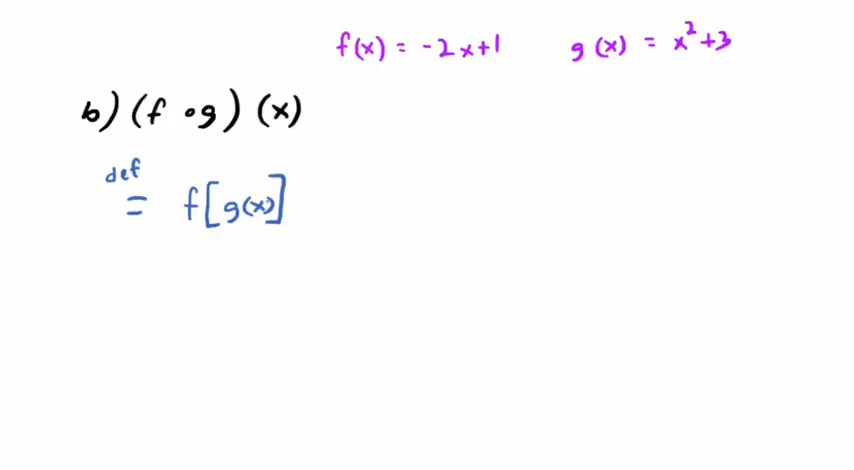 f(x) = -2x+1 g(x) = x²+3
b) (f∘g)(x)
def
= f[g(x)]